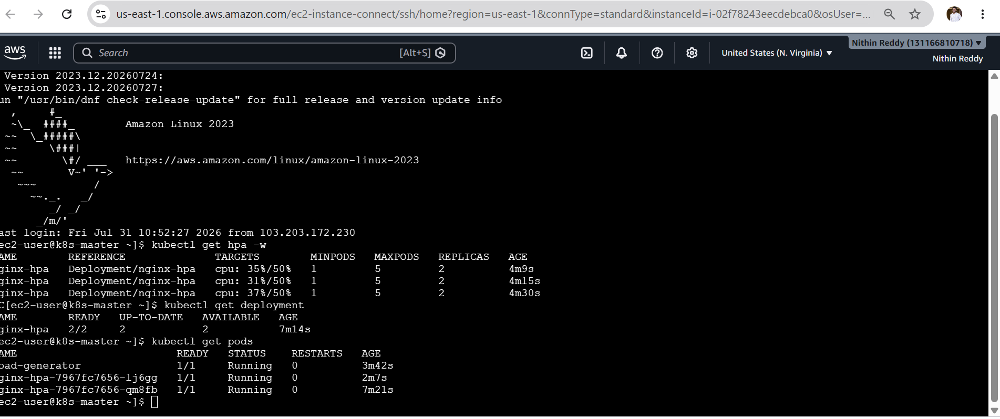 us-east-1.console.aws.amazon.com/ec2-instance-connect/ssh/home?region=us-east-1&connType=standard&instanceId=i-02f78243eecdebca0&osUser=...
aws
Search [Alt+S]
United States (N. Virginia) ▼
Nithin Reddy (131166810718) ▼
Nithin Reddy
Version 2023.12.20260724:
Version 2023.12.20260727:
un "/usr/bin/dnf check-release-update" for full release and version update info
  ,     #_
  ~\_  ####_        Amazon Linux 2023
 ~~  \_#####\
 ~~     \###|
 ~~       \#/ ___   https://aws.amazon.com/linux/amazon-linux-2023
  ~~       V~' '->
   ~~~         /
     ~~._.   _/
        _/ _/
      _/m/'
ast login: Fri Jul 31 10:52:27 2026 from 103.203.172.230
ec2-user@k8s-master ~]$ kubectl get hpa -w
AME        REFERENCE              TARGETS        MINPODS   MAXPODS   REPLICAS   AGE
ginx-hpa   Deployment/nginx-hpa   cpu: 35%/50%   1         5         2          4m9s
ginx-hpa   Deployment/nginx-hpa   cpu: 31%/50%   1         5         2          4m15s
ginx-hpa   Deployment/nginx-hpa   cpu: 37%/50%   1         5         2          4m30s
C[ec2-user@k8s-master ~]$ kubectl get deployment
AME        READY   UP-TO-DATE   AVAILABLE   AGE
ginx-hpa   2/2     2            2           7m14s
ec2-user@k8s-master ~]$ kubectl get pods
AME                         READY   STATUS    RESTARTS   AGE
oad-generator               1/1     Running   0          3m42s
ginx-hpa-7967fc7656-lj6gg   1/1     Running   0          2m7s
ginx-hpa-7967fc7656-qm8fb   1/1     Running   0          7m21s
ec2-user@k8s-master ~]$